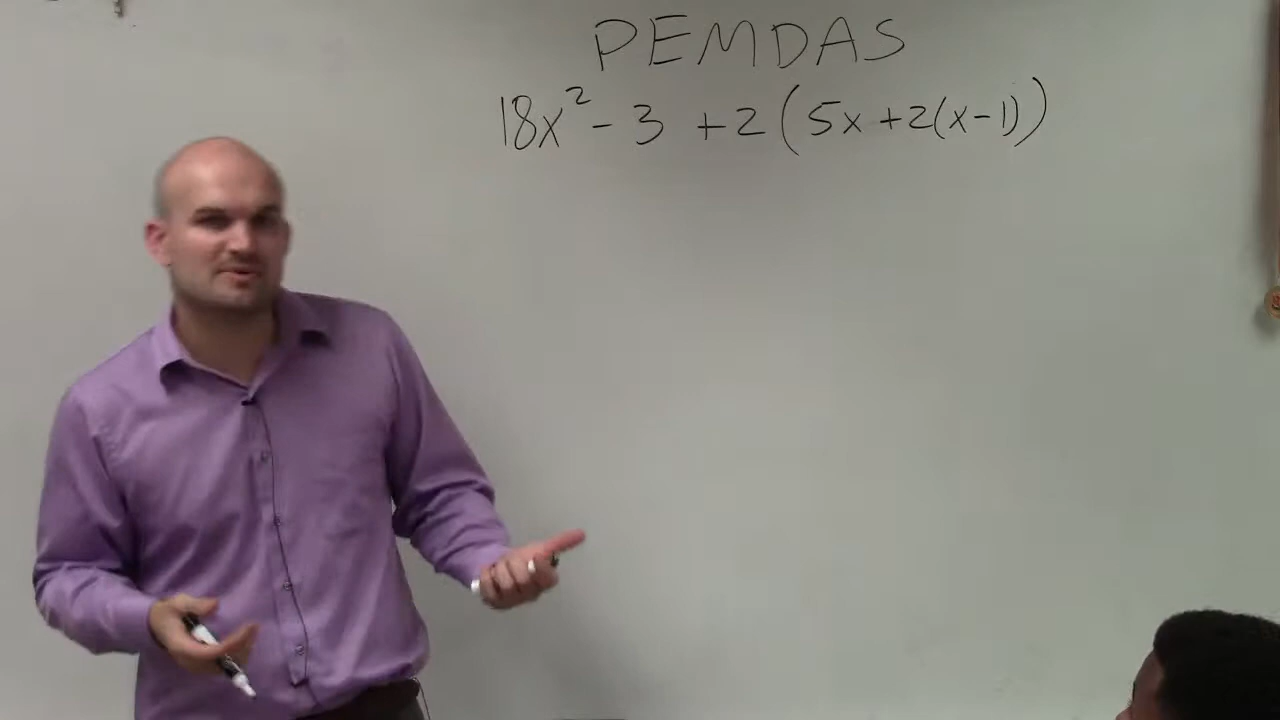 PEMDAS
18x² - 3 + 2(5x + 2(x - 1))